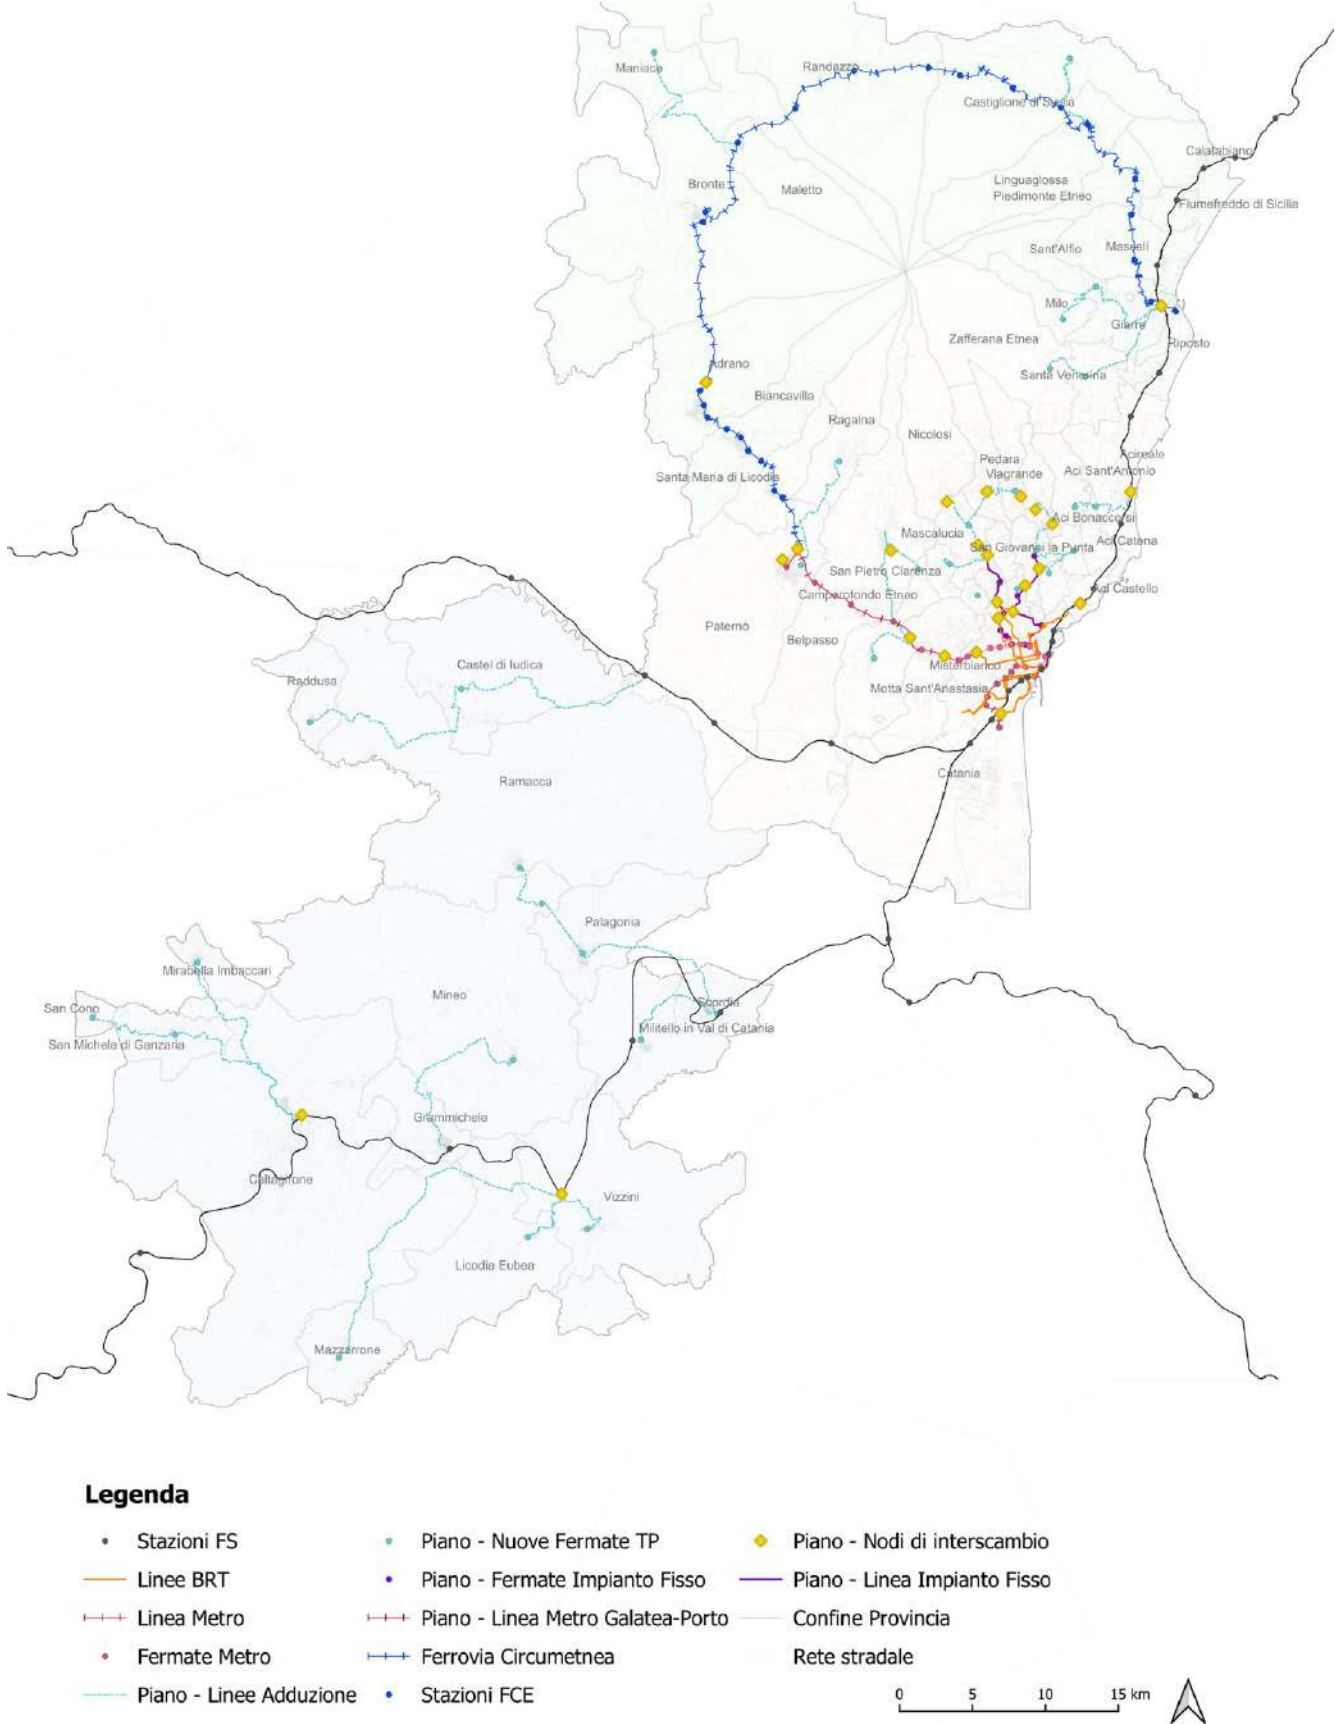 Maniace
Randazzo
Castiglione di Sicilia
Calatabiano
Bronte
Maletto
Linguaglossa
Piedimonte Etneo
Fiumefreddo di Sicilia
Sant'Alfio
Mascali
Milo
Giarre
Riposto
Zafferana Etnea
Adrano
Santa Venerina
Biancavilla
Ragalna
Nicolosi
Acireale
Pedara
Viagrande
Aci Sant'Antonio
Santa Maria di Licodia
Aci Bonaccorsi
Mascalucia
Aci Catena
San Giovanni la Punta
San Pietro Clarenza
Aci Castello
Camporotondo Etneo
Paternò
Belpasso
Misterbianco
Castel di Iudica
Raddusa
Motta Sant'Anastasia
Catania
Ramacca
Palagonia
Mirabella Imbaccari
Mineo
San Cono
Scordia
San Michele di Ganzaria
Militello in Val di Catania
Grammichele
Caltagirone
Vizzini
Licodia Eubea
Mazzarrone
Legenda
Stazioni FS
Linee BRT
Linea Metro
Fermate Metro
Piano - Linee Adduzione
Piano - Nuove Fermate TP
Piano - Fermate Impianto Fisso
Piano - Linea Metro Galatea-Porto
Ferrovia Circumetnea
Stazioni FCE
Piano - Nodi di interscambio
Piano - Linea Impianto Fisso
Confine Provincia
Rete stradale
0 5 10 15 km